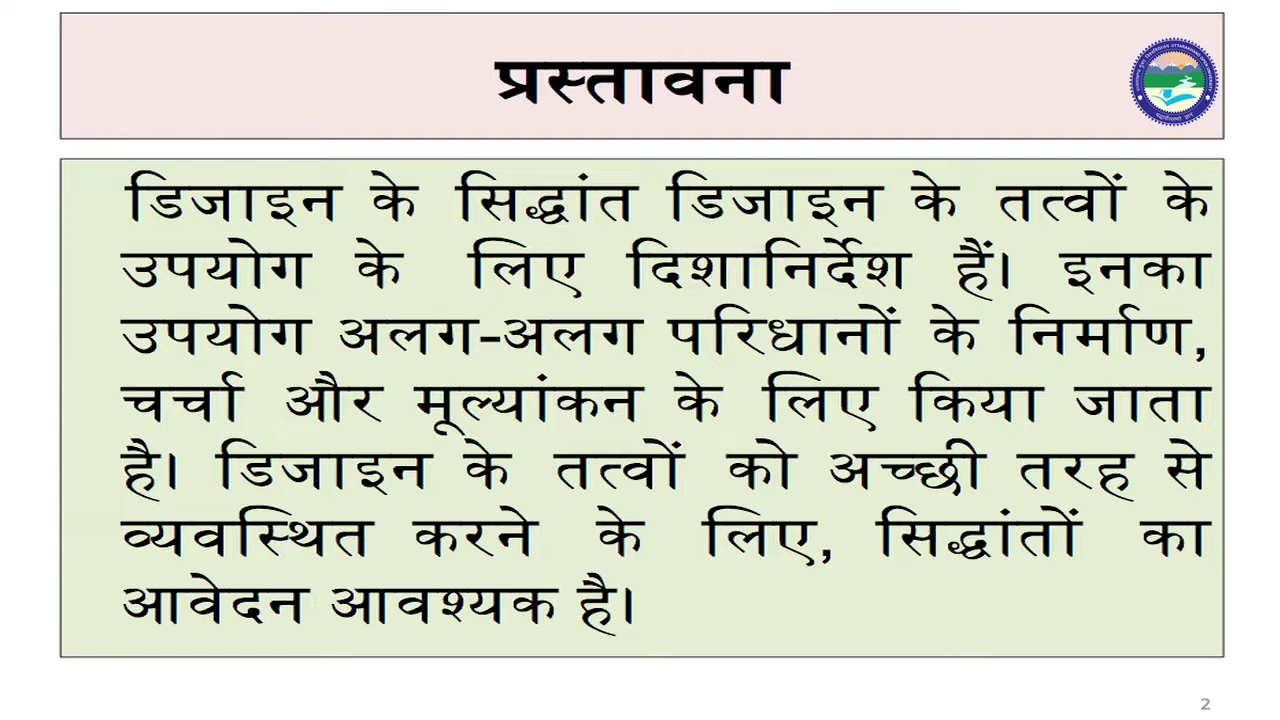 प्रस्तावना
डिजाइन के सिद्धांत डिजाइन के तत्वों के
उपयोग के लिए दिशानिर्देश हैं। इनका
उपयोग अलग-अलग परिधानों के निर्माण,
चर्चा और मूल्यांकन के लिए किया जाता
है। डिजाइन के तत्वों को अच्छी तरह से
व्यवस्थित करने के लिए, सिद्धांतों का
आवेदन आवश्यक है।
2